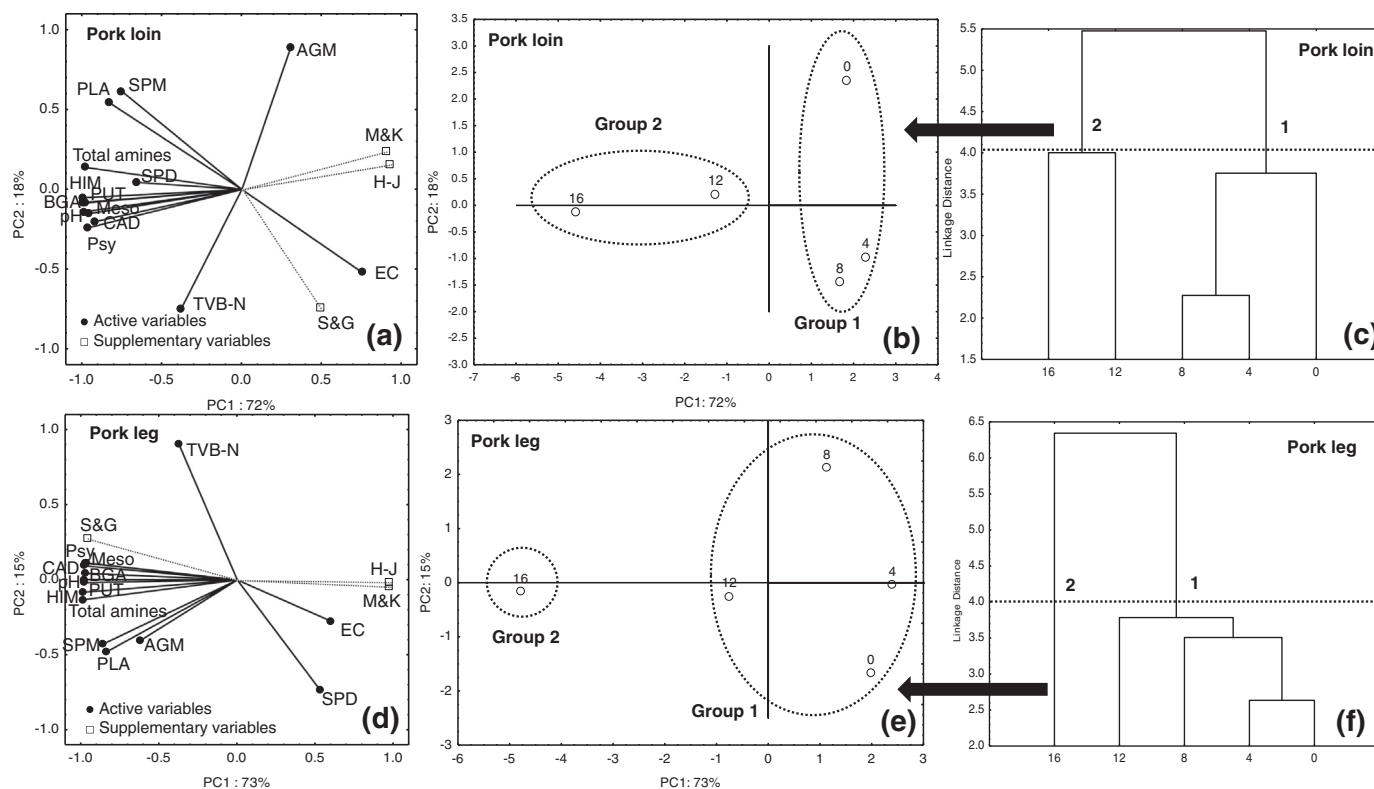 Pork loin
AGM
SPM
PLA
M&K
H-J
Total amines
SPD
HIM
PUT
BGA
Meso
pH
CAD
Psy
EC
TVB-N
S&G
● Active variables
□ Supplementary variables
(a)
1.0
0.5
0.0
-0.5
-1.0
PC2 : 18%
-1.0 -0.5 0.0 0.5 1.0
PC1 : 72%
Pork loin
0
Group 2
12
16
4
8
Group 1
(b)
3.5
3.0
2.5
2.0
1.5
1.0
0.5
0.0
-0.5
-1.0
-1.5
-2.0
-2.5
-3.0
PC2: 18%
-7 -6 -5 -4 -3 -2 -1 0 1 2 3 4
PC1: 72%
Pork loin
2 1
(c)
5.5
5.0
4.5
4.0
3.5
3.0
2.5
2.0
1.5
Linkage Distance
16 12 8 4 0
Pork leg
TVB-N
S&G
Psy
Meso
CAD
BGA
pH
PUT
HIM
Total amines
H-J
M&K
EC
SPM
AGM
PLA
SPD
● Active variables
□ Supplementary variables
(d)
1.0
0.5
0.0
-0.5
-1.0
PC2 : 15%
-1.0 -0.5 0.0 0.5 1.0
PC1 : 73%
Pork leg
8
16
12
4
Group 2
0
Group 1
(e)
3
2
1
0
-1
-2
-3
PC2: 15%
-6 -5 -4 -3 -2 -1 0 1 2 3
PC1: 73%
Pork leg
2 1
(f)
6.5
6.0
5.5
5.0
4.5
4.0
3.5
3.0
2.5
2.0
Linkage Distance
16 12 8 4 0